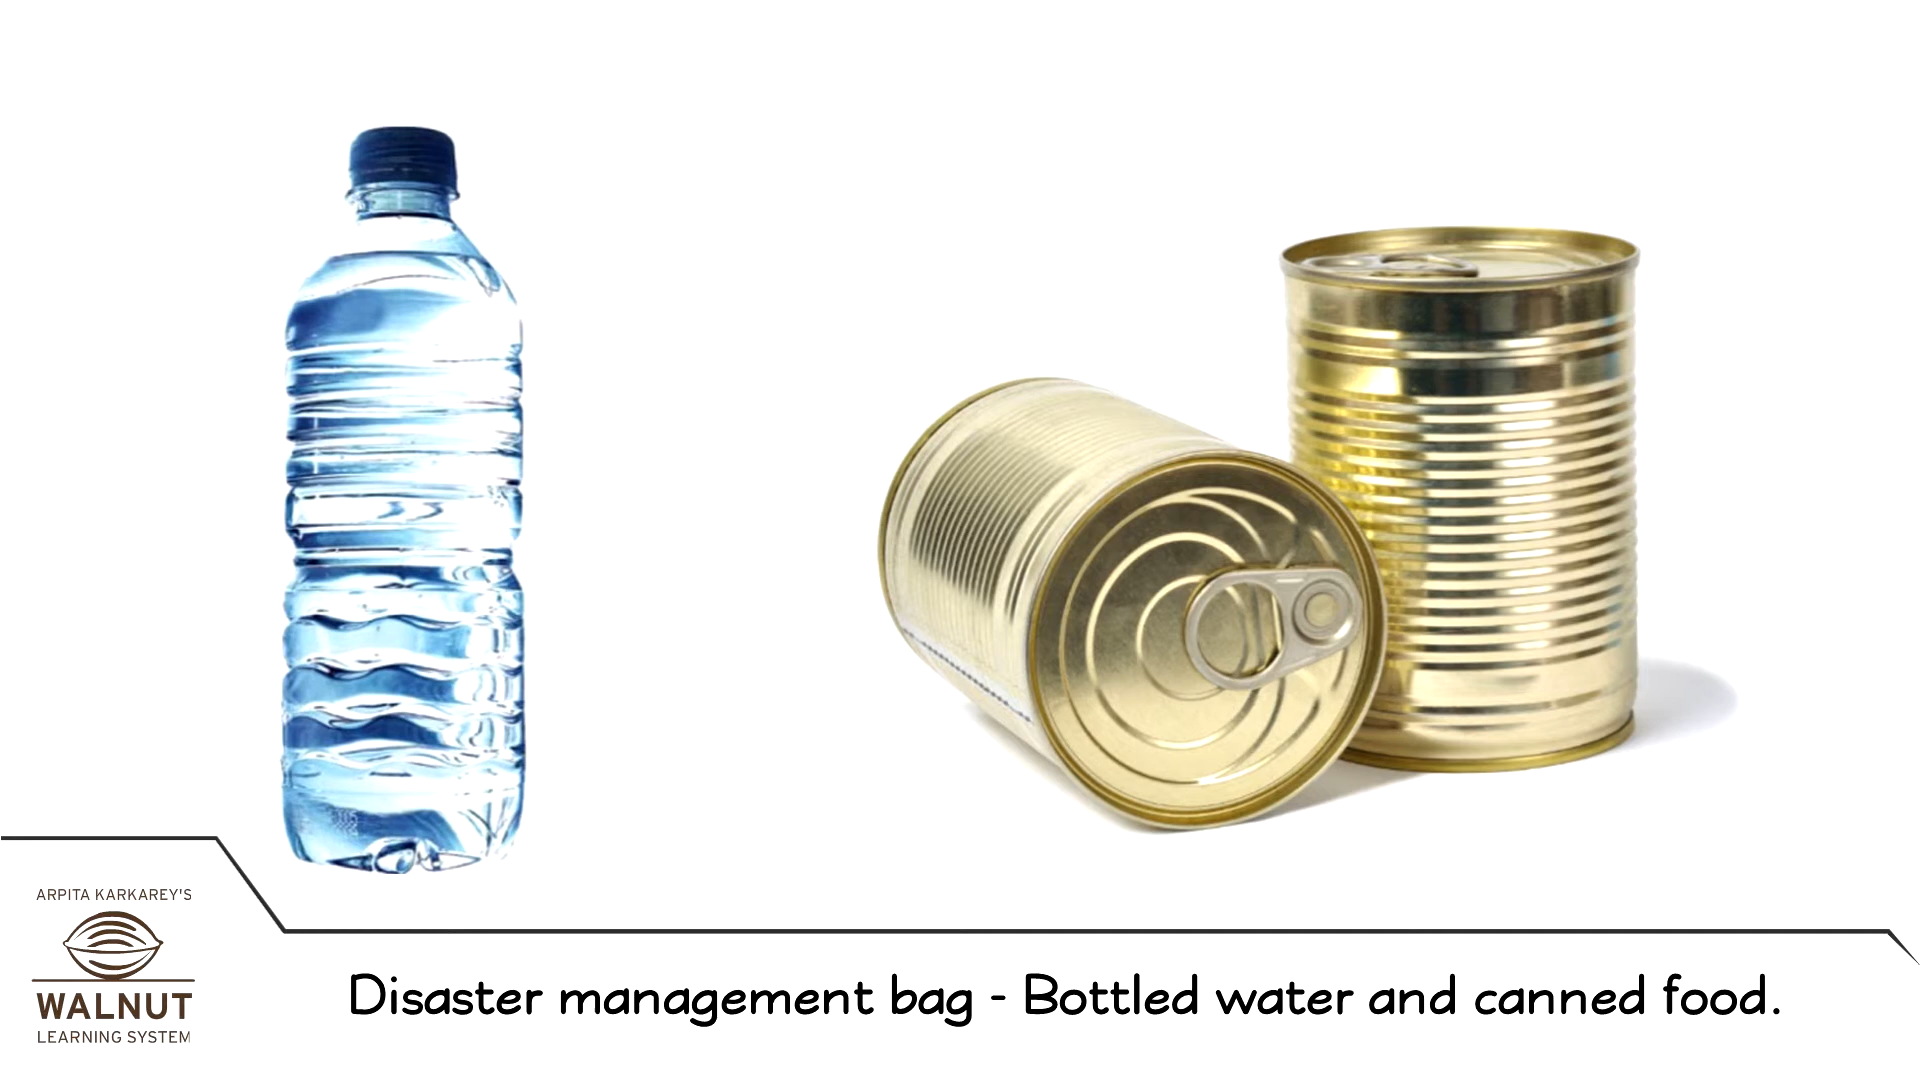 ARPITA KARKAREY'S
WALNUT
LEARNING SYSTEM
Disaster management bag - Bottled water and canned food.